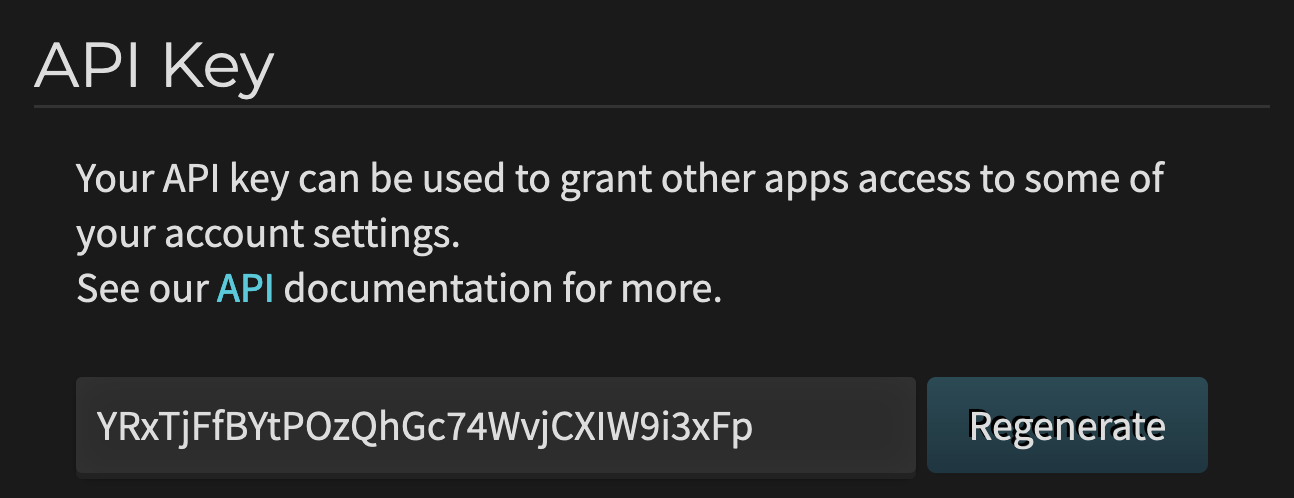 API Key
Your API key can be used to grant other apps access to some of
your account settings.
See our API documentation for more.
YRxTjFfBYtPOzQhGc74WvjCXIW9i3xFp
Regenerate